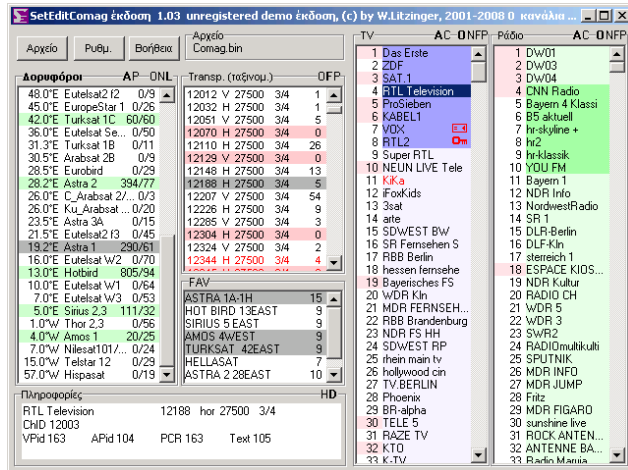 SetEditComag έκδοση 1.03 unregistered demo έκδοση, (c) by W.Litzinger, 2001-2008 0 κανάλια ...
Αρχείο
Ρυθμ.
Βοήθεια
Αρχείο
Comag.bin
Δορυφόροι AP ONL
48.0°E Eutelsat2 f2 0/9
45.0°E EuropeStar 1 0/26
42.0°E Turksat 1C 60/60
36.0°E Eutelsat Se... 0/50
31.3°E Turksat 1B 0/11
30.5°E Arabsat 2B 0/9
28.5°E Eurobird 0/29
28.2°E Astra 2 394/77
26.0°E C_Arabsat 2/... 0/3
26.0°E Ku_Arabsat ... 0/20
23.5°E Astra 3A 0/15
21.5°E Eutelsat2 f3 0/45
19.2°E Astra 1 290/61
16.0°E Eutelsat W2 0/70
13.0°E Hotbird 805/94
10.0°E Eutelsat W1 0/64
7.0°E Eutelsat W3 0/53
5.0°E Sirius 2,3 111/32
1.0°W Thor 2,3 0/56
4.0°W Amos 1 20/25
7.0°W Nilesat101/... 0/24
15.0°W Telstar 12 0/29
57.0°W Hispasat 0/19
Transp. (ταξινομ.) OFP
12012 V 27500 3/4 1
12032 H 27500 3/4 1
12051 V 27500 3/4 5
12070 H 27500 3/4 0
12110 H 27500 3/4 26
12129 V 27500 3/4 0
12148 H 27500 3/4 13
12188 H 27500 3/4 5
12207 V 27500 3/4 54
12226 H 27500 3/4 9
12285 V 27500 3/4 3
12304 H 27500 3/4 0
12324 V 27500 3/4 2
12344 H 27500 3/4 4
FAV
ASTRA 1A-1H 15
HOT BIRD 13EAST 9
SIRIUS 5 EAST 9
AMOS 4WEST 9
TURKSAT 42EAST 9
HELLASAT 7
ASTRA 2 28EAST 10
Πληροφορίες HD
RTL Television 12188 hor 27500 3/4
ChID 12003
VPid 163 APid 104 PCR 163 Text 105
TV AC ONFP
1 Das Erste
2 ZDF
3 SAT.1
4 RTL Television
5 ProSieben
6 KABEL1
7 VOX
8 RTL2
9 Super RTL
10 NEUN LIVE Tele
11 KiKa
12 iFoxKids
13 3sat
14 arte
15 SDWEST BW
16 SR Fernsehen S
17 RBB Berlin
18 hessen fernsehe
19 Bayerisches FS
20 WDR Kln
21 MDR FERNSEH...
22 RBB Brandenburg
23 NDR FS HH
24 SDWEST RP
25 rhein main tv
26 hollywood cin
27 TV.BERLIN
28 Phoenix
29 BR-alpha
30 TELE 5
31 RAZE TV
32 KTO
33 K-TV
Ράδιο AC ONFP
1 DW01
2 DW03
3 DW04
4 CNN Radio
5 Bayern 4 Klassi
6 B5 aktuell
7 hr-skyline +
8 hr2
9 hr-klassik
10 YOU FM
11 Bayern 1
12 NDR Info
13 NordwestRadio
14 SR 1
15 DLR-Berlin
16 DLF-Kln
17 sterreich 1
18 ESPACE KIOS...
19 NDR Kultur
20 RADIO CH
21 WDR 5
22 WDR 3
23 SWR2
24 RADIOmultikulti
25 SPUTNIK
26 MDR INFO
27 MDR JUMP
28 Fritz
29 MDR FIGARO
30 sunshine live
31 ROCK ANTEN...
32 ANTENNE BA...
33 Radio Maruia